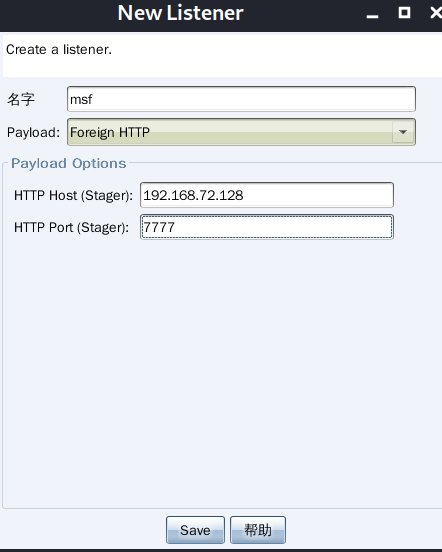 New Listener
Create a listener.
名字 msf
Payload: Foreign HTTP
Payload Options
HTTP Host (Stager): 192.168.72.128
HTTP Port (Stager): 7777
Save 帮助